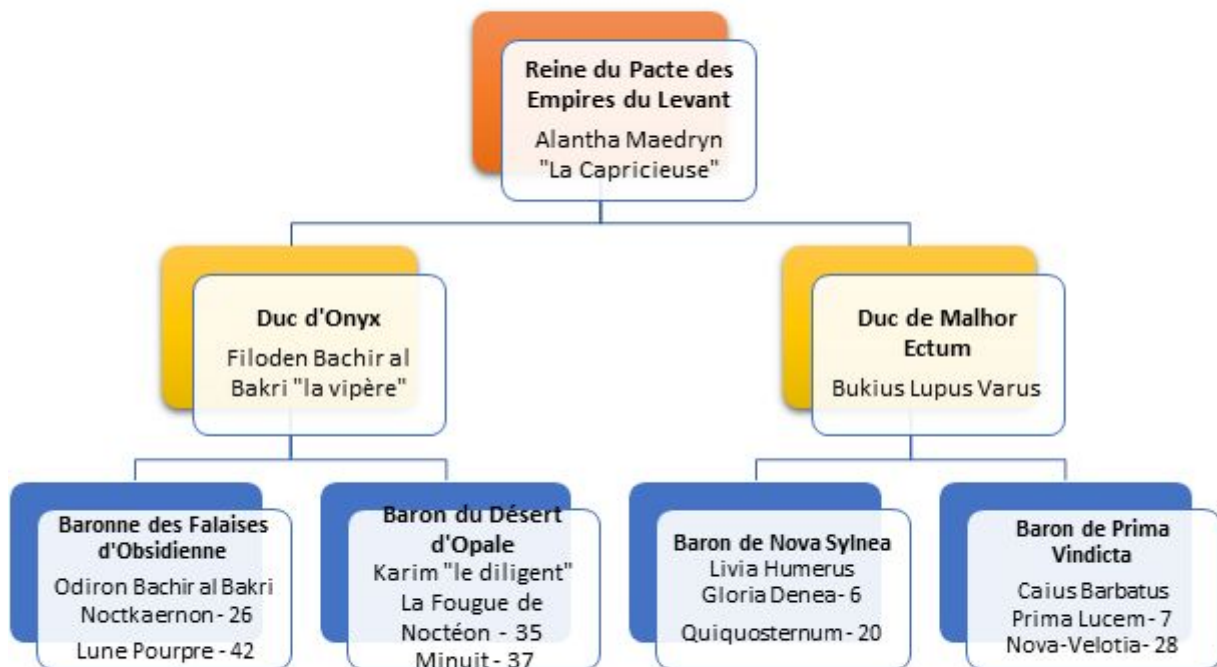 Reine du Pacte des
Empires du Levant
Alantha Maedryn
"La Capricieuse"
Duc d'Onyx
Filoden Bachir al
Bakri "la vipère"
Duc de Malhor
Ectum
Bukius Lupus Varus
Baronne des Falaises
d'Obsidienne
Odiron Bachir al Bakri
Noctkaernon - 26
Lune Pourpre - 42
Baron du Désert
d'Opale
Karim "le diligent"
La Fougue de
Noctéon - 35
Minuit - 37
Baron de Nova Sylnea
Livia Humerus
Gloria Denea - 6
Quiquosternum - 20
Baron de Prima
Vindicta
Caius Barbatus
Prima Lucem - 7
Nova-Velotia - 28